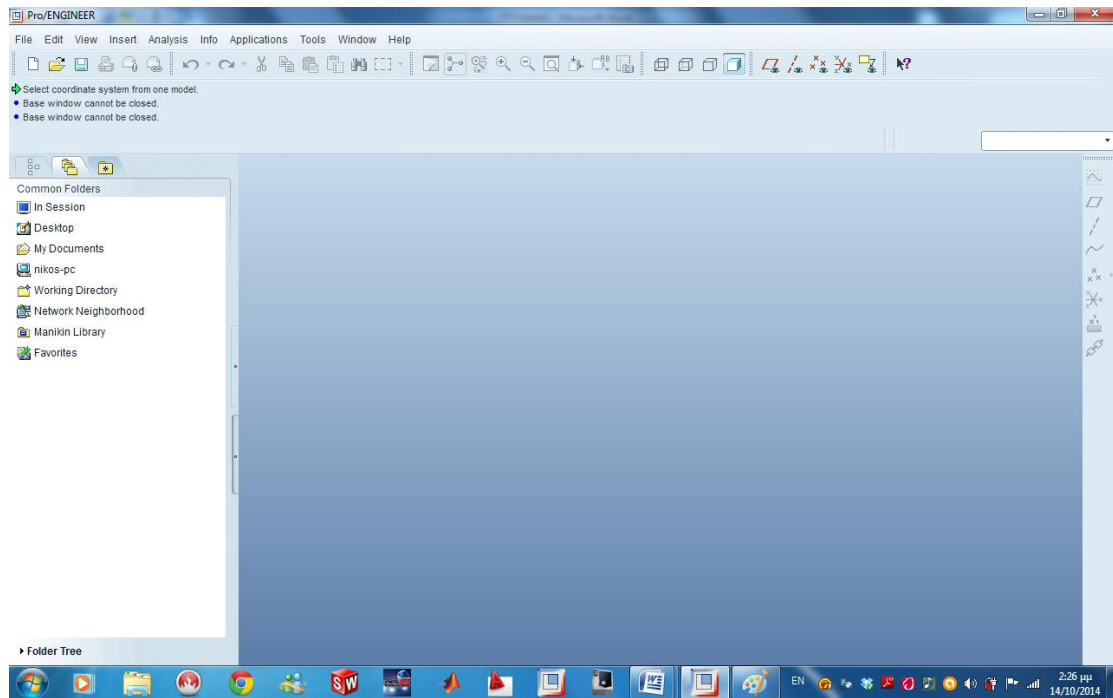 Pro/ENGINEER
File Edit View Insert Analysis Info Applications Tools Window Help
Select coordinate system from one model.
Base window cannot be closed.
Base window cannot be closed.
Common Folders
In Session
Desktop
My Documents
nikos-pc
Working Directory
Network Neighborhood
Manikin Library
Favorites
Folder Tree
SW
EN
2:26 μμ
14/10/2014